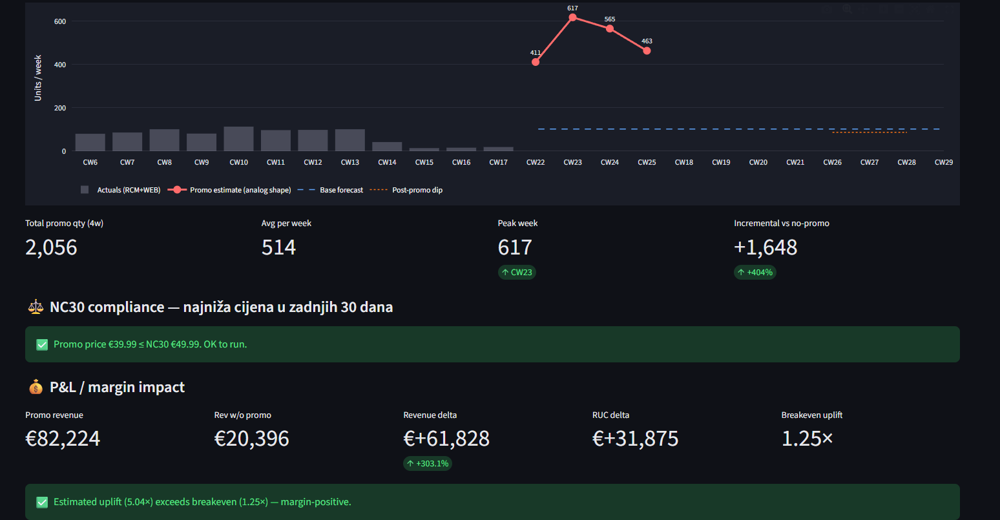 617
600
565
463
411
400
Units / week
200
0
CW6 CW7 CW8 CW9 CW10 CW11 CW12 CW13 CW14 CW15 CW16 CW17 CW22 CW23 CW24 CW25 CW18 CW19 CW20 CW21 CW26 CW27 CW28 CW29
Actuals (RCM+WEB) Promo estimate (analog shape) Base forecast Post-promo dip
Total promo qty (4w) Avg per week Peak week Incremental vs no-promo
2,056 514 617 +1,648
↑ CW23 ↑ +404%
NC30 compliance — najniža cijena u zadnjih 30 dana
Promo price €39.99 ≤ NC30 €49.99. OK to run.
P&L / margin impact
Promo revenue Rev w/o promo Revenue delta RUC delta Breakeven uplift
€82,224 €20,396 €+61,828 €+31,875 1.25×
↑ +303.1%
Estimated uplift (5.04×) exceeds breakeven (1.25×) — margin-positive.